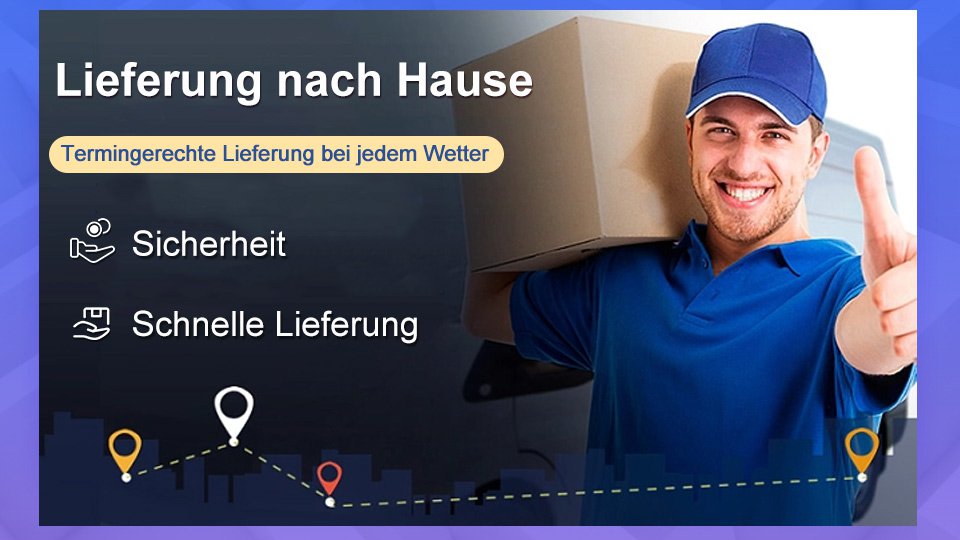 Lieferung nach Hause
Termingerechte Lieferung bei jedem Wetter
Sicherheit
Schnelle Lieferung